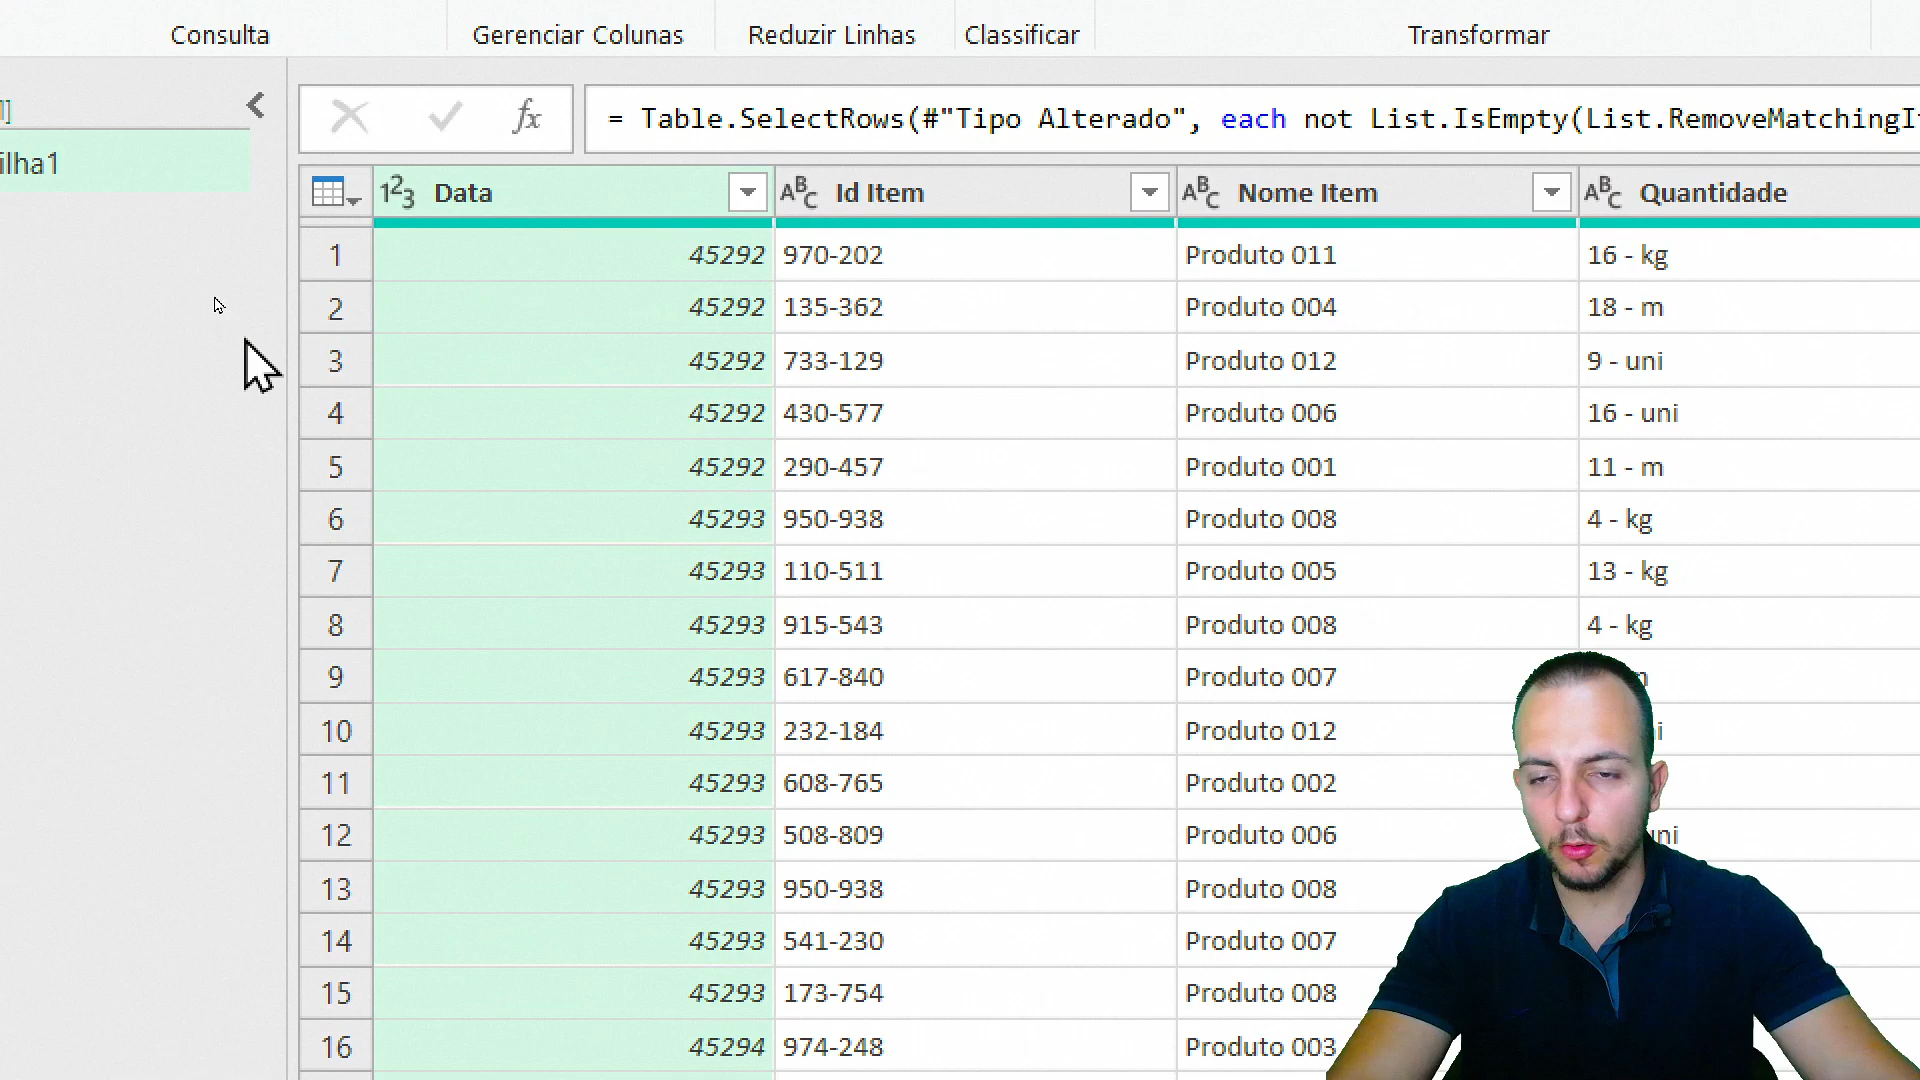 Consulta Gerenciar Colunas Reduzir Linhas Classificar Transformar
ilha1
fx = Table.SelectRows(#"Tipo Alterado", each not List.IsEmpty(List.RemoveMatchingI
123 Data ABC Id Item ABC Nome Item ABC Quantidade
1 45292 970-202 Produto 011 16 - kg
2 45292 135-362 Produto 004 18 - m
3 45292 733-129 Produto 012 9 - uni
4 45292 430-577 Produto 006 16 - uni
5 45292 290-457 Produto 001 11 - m
6 45293 950-938 Produto 008 4 - kg
7 45293 110-511 Produto 005 13 - kg
8 45293 915-543 Produto 008 4 - kg
9 45293 617-840 Produto 007
10 45293 232-184 Produto 012
11 45293 608-765 Produto 002
12 45293 508-809 Produto 006 uni
13 45293 950-938 Produto 008
14 45293 541-230 Produto 007
15 45293 173-754 Produto 008
16 45294 974-248 Produto 003